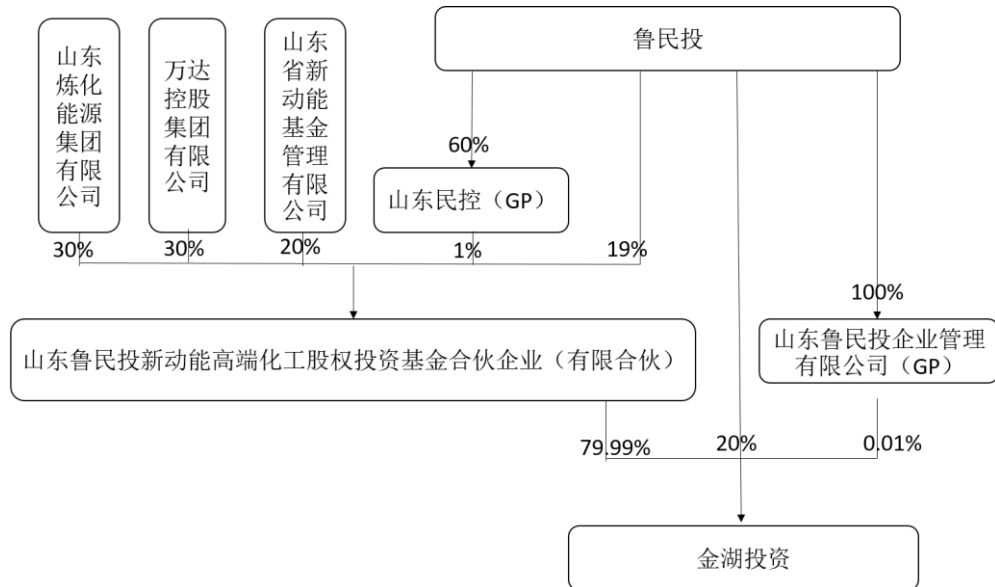 鲁民投
山东
炼化
能源
集团
有限
公司
万达
控股
集团
有限
公司
山东
省新
动能
基金
管理
有限
公司
60%
山东民控（GP）
30%
30%
20%
1%
19%
100%
山东鲁民投新动能高端化工股权投资基金合伙企业（有限合伙）
山东鲁民投企业管理
有限公司（GP）
79.99%
20%
0.01%
金湖投资